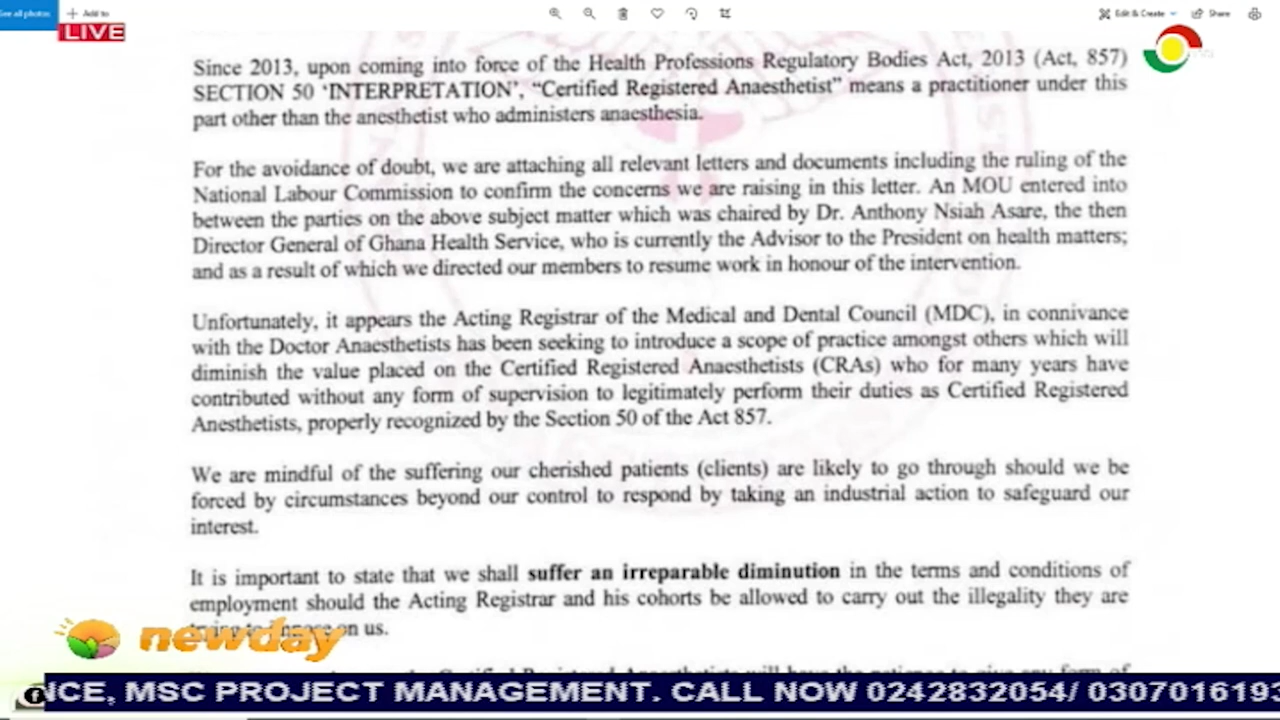 See all photos
Add to
Edit & Create
Share
LIVE
Since 2013, upon coming into force of the Health Professions Regulatory Bodies Act, 2013 (Act, 857)
SECTION 50 ‘INTERPRETATION’, “Certified Registered Anaesthetist” means a practitioner under this
part other than the anesthetist who administers anaesthesia.
For the avoidance of doubt, we are attaching all relevant letters and documents including the ruling of the
National Labour Commission to confirm the concerns we are raising in this letter. An MOU entered into
between the parties on the above subject matter which was chaired by Dr. Anthony Nsiah Asare, the then
Director General of Ghana Health Service, who is currently the Advisor to the President on health matters;
and as a result of which we directed our members to resume work in honour of the intervention.
Unfortunately, it appears the Acting Registrar of the Medical and Dental Council (MDC), in connivance
with the Doctor Anaesthetists has been seeking to introduce a scope of practice amongst others which will
diminish the value placed on the Certified Registered Anaesthetists (CRAs) who for many years have
contributed without any form of supervision to legitimately perform their duties as Certified Registered
Anesthetists, properly recognized by the Section 50 of the Act 857.
We are mindful of the suffering our cherished patients (clients) are likely to go through should we be
forced by circumstances beyond our control to respond by taking an industrial action to safeguard our
interest.
It is important to state that we shall suffer an irreparable diminution in the terms and conditions of
employment should the Acting Registrar and his cohorts be allowed to carry out the illegality they are
on us.
newday
NCE, MSC PROJECT MANAGEMENT. CALL NOW 0242832054/ 0307016193